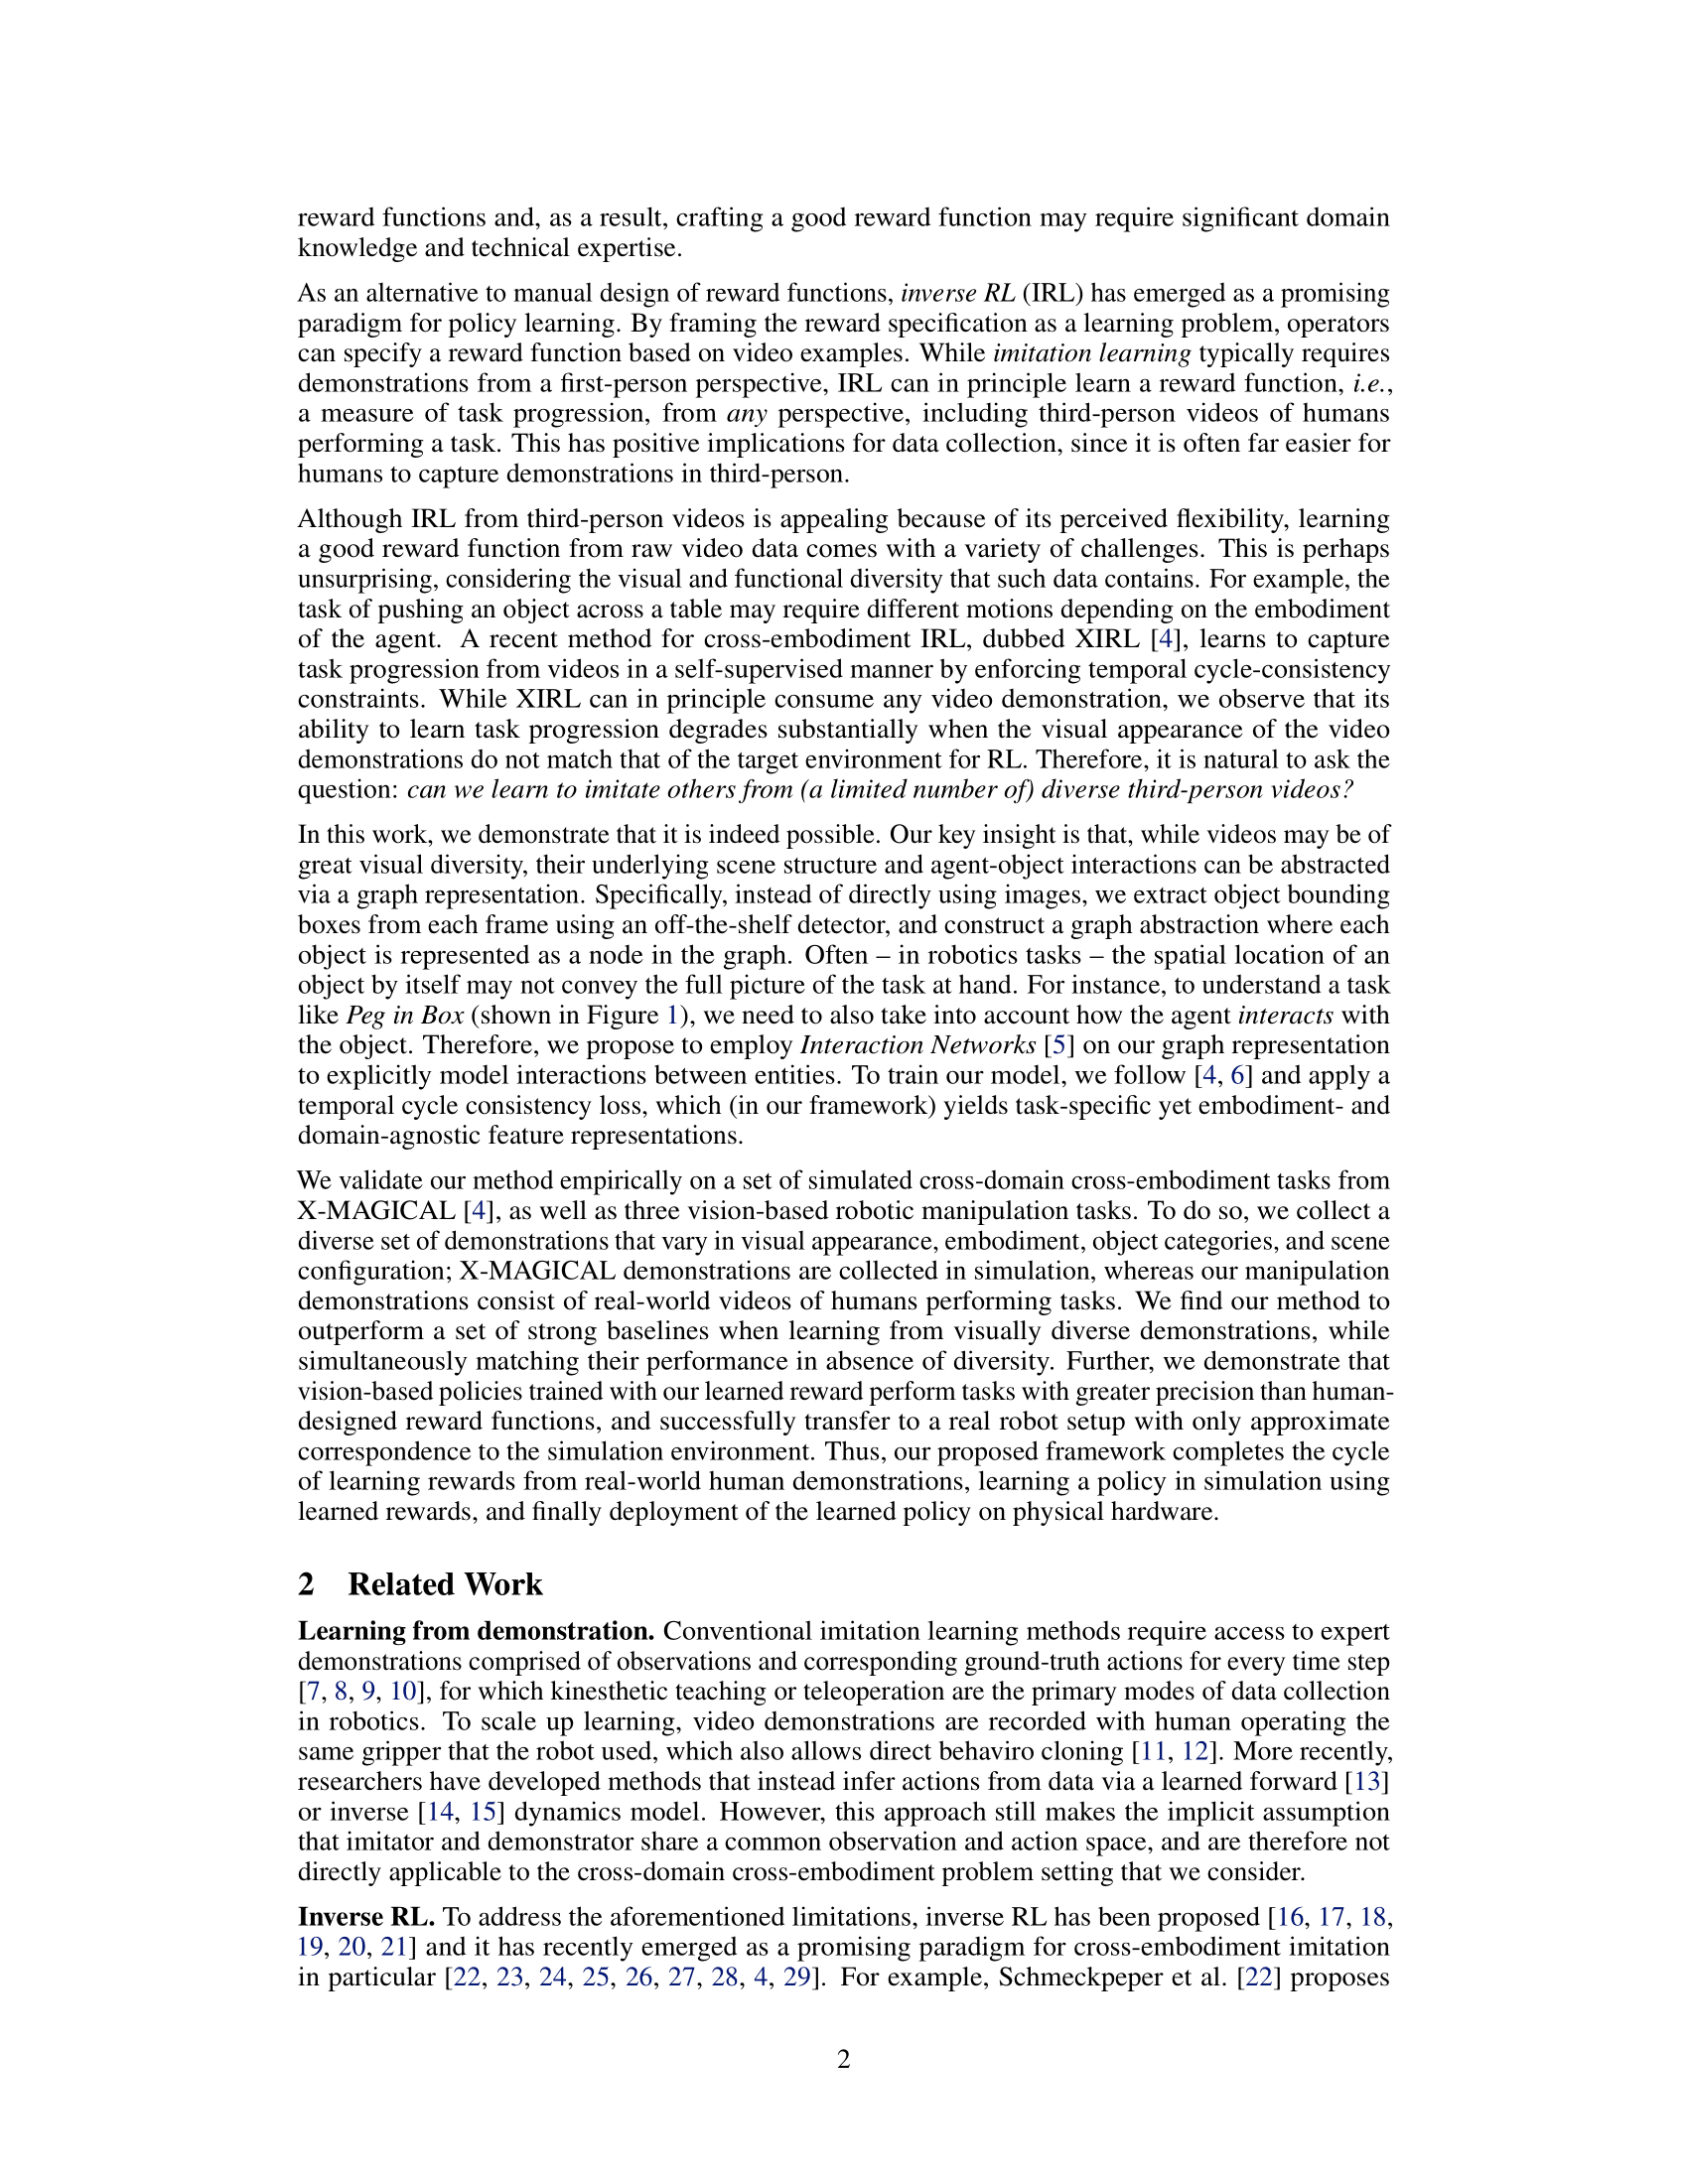 reward functions and, as a result, crafting a good reward function may require significant domain
knowledge and technical expertise.
As an alternative to manual design of reward functions, inverse RL (IRL) has emerged as a promising
paradigm for policy learning. By framing the reward specification as a learning problem, operators
can specify a reward function based on video examples. While imitation learning typically requires
demonstrations from a first-person perspective, IRL can in principle learn a reward function, i.e.,
a measure of task progression, from any perspective, including third-person videos of humans
performing a task. This has positive implications for data collection, since it is often far easier for
humans to capture demonstrations in third-person.
Although IRL from third-person videos is appealing because of its perceived flexibility, learning
a good reward function from raw video data comes with a variety of challenges. This is perhaps
unsurprising, considering the visual and functional diversity that such data contains. For example, the
task of pushing an object across a table may require different motions depending on the embodiment
of the agent. A recent method for cross-embodiment IRL, dubbed XIRL [4], learns to capture
task progression from videos in a self-supervised manner by enforcing temporal cycle-consistency
constraints. While XIRL can in principle consume any video demonstration, we observe that its
ability to learn task progression degrades substantially when the visual appearance of the video
demonstrations do not match that of the target environment for RL. Therefore, it is natural to ask the
question: can we learn to imitate others from (a limited number of) diverse third-person videos?
In this work, we demonstrate that it is indeed possible. Our key insight is that, while videos may be of
great visual diversity, their underlying scene structure and agent-object interactions can be abstracted
via a graph representation. Specifically, instead of directly using images, we extract object bounding
boxes from each frame using an off-the-shelf detector, and construct a graph abstraction where each
object is represented as a node in the graph. Often – in robotics tasks – the spatial location of an
object by itself may not convey the full picture of the task at hand. For instance, to understand a task
like Peg in Box (shown in Figure 1), we need to also take into account how the agent interacts with
the object. Therefore, we propose to employ Interaction Networks [5] on our graph representation
to explicitly model interactions between entities. To train our model, we follow [4, 6] and apply a
temporal cycle consistency loss, which (in our framework) yields task-specific yet embodiment- and
domain-agnostic feature representations.
We validate our method empirically on a set of simulated cross-domain cross-embodiment tasks from
X-MAGICAL [4], as well as three vision-based robotic manipulation tasks. To do so, we collect a
diverse set of demonstrations that vary in visual appearance, embodiment, object categories, and scene
configuration; X-MAGICAL demonstrations are collected in simulation, whereas our manipulation
demonstrations consist of real-world videos of humans performing tasks. We find our method to
outperform a set of strong baselines when learning from visually diverse demonstrations, while
simultaneously matching their performance in absence of diversity. Further, we demonstrate that
vision-based policies trained with our learned reward perform tasks with greater precision than human-
designed reward functions, and successfully transfer to a real robot setup with only approximate
correspondence to the simulation environment. Thus, our proposed framework completes the cycle
of learning rewards from real-world human demonstrations, learning a policy in simulation using
learned rewards, and finally deployment of the learned policy on physical hardware.
2 Related Work
Learning from demonstration. Conventional imitation learning methods require access to expert
demonstrations comprised of observations and corresponding ground-truth actions for every time step
[7, 8, 9, 10], for which kinesthetic teaching or teleoperation are the primary modes of data collection
in robotics. To scale up learning, video demonstrations are recorded with human operating the
same gripper that the robot used, which also allows direct behaviro cloning [11, 12]. More recently,
researchers have developed methods that instead infer actions from data via a learned forward [13]
or inverse [14, 15] dynamics model. However, this approach still makes the implicit assumption
that imitator and demonstrator share a common observation and action space, and are therefore not
directly applicable to the cross-domain cross-embodiment problem setting that we consider.
Inverse RL. To address the aforementioned limitations, inverse RL has been proposed [16, 17, 18,
19, 20, 21] and it has recently emerged as a promising paradigm for cross-embodiment imitation
in particular [22, 23, 24, 25, 26, 27, 28, 4, 29]. For example, Schmeckpeper et al. [22] proposes
2